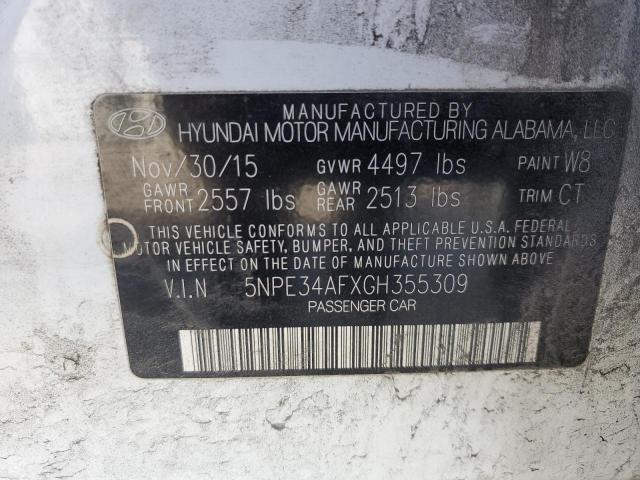 MANUFACTURED BY
HYUNDAI MOTOR MANUFACTURING ALABAMA, LLC
Nov/30/15 GVWR 4497 lbs PAINT W8
GAWR FRONT 2557 lbs GAWR REAR 2513 lbs TRIM CT
THIS VEHICLE CONFORMS TO ALL APPLICABLE U.S.A. FEDERAL
MOTOR VEHICLE SAFETY, BUMPER, AND THEFT PREVENTION STANDARDS
IN EFFECT ON THE DATE OF MANUFACTURE SHOWN ABOVE
V.I.N 5NPE34AFXGH355309
PASSENGER CAR